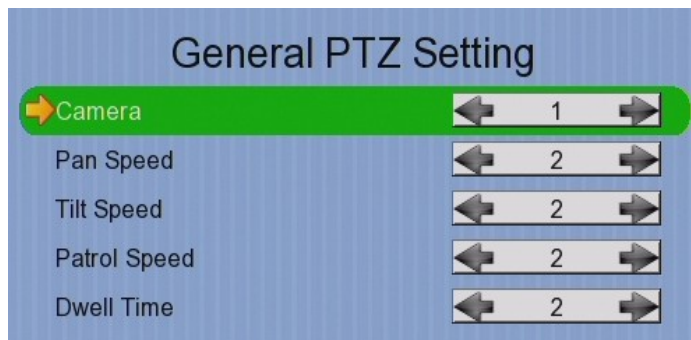 General PTZ Setting
Camera 1
Pan Speed 2
Tilt Speed 2
Patrol Speed 2
Dwell Time 2